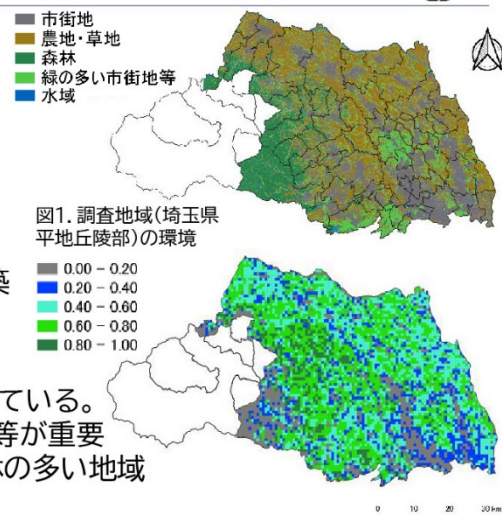 市街地
農地・草地
森林
緑の多い市街地等
水域
図1. 調査地域(埼玉県
平地丘陵部)の環境
築
0.00 - 0.20
0.20 - 0.40
0.40 - 0.60
0.60 - 0.80
0.80 - 1.00
ている。
等が重要
の多い地域
0 10 20 30 km